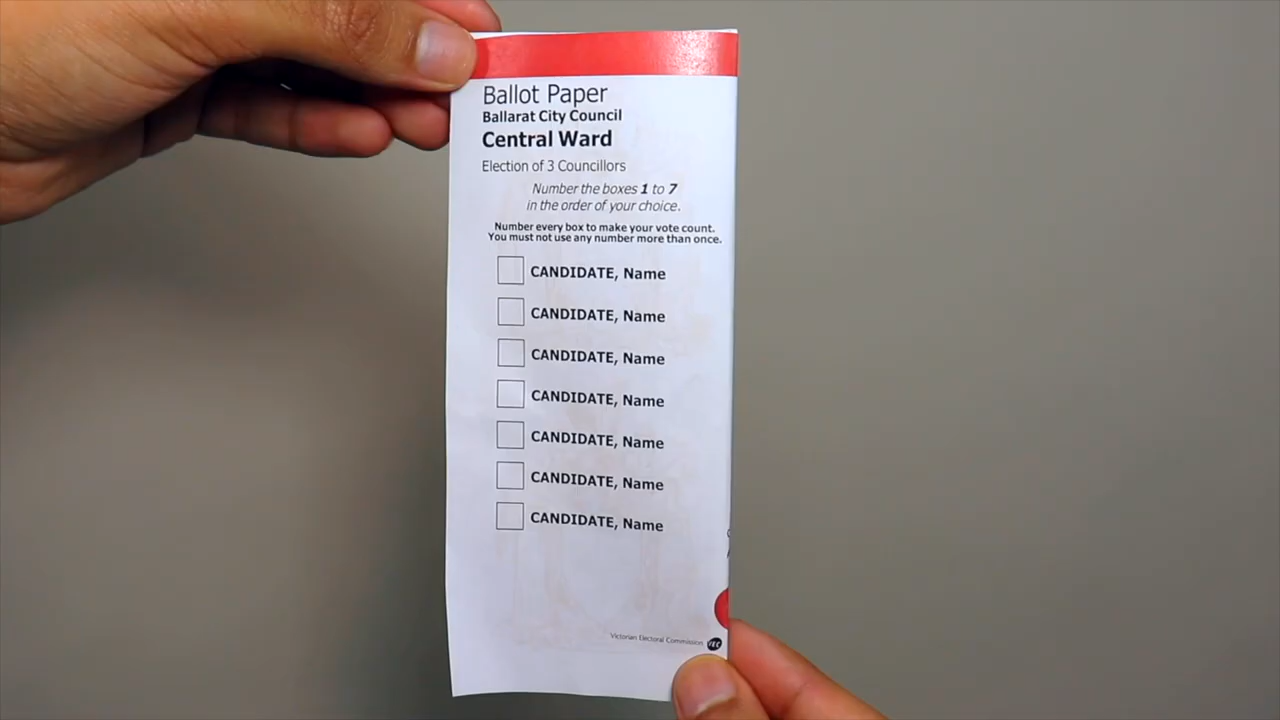 Ballot Paper
Ballarat City Council
Central Ward
Election of 3 Councillors
Number the boxes 1 to 7
in the order of your choice.
Number every box to make your vote count.
You must not use any number more than once.
CANDIDATE, Name
CANDIDATE, Name
CANDIDATE, Name
CANDIDATE, Name
CANDIDATE, Name
CANDIDATE, Name
CANDIDATE, Name
Victorian Electoral Commission VEC